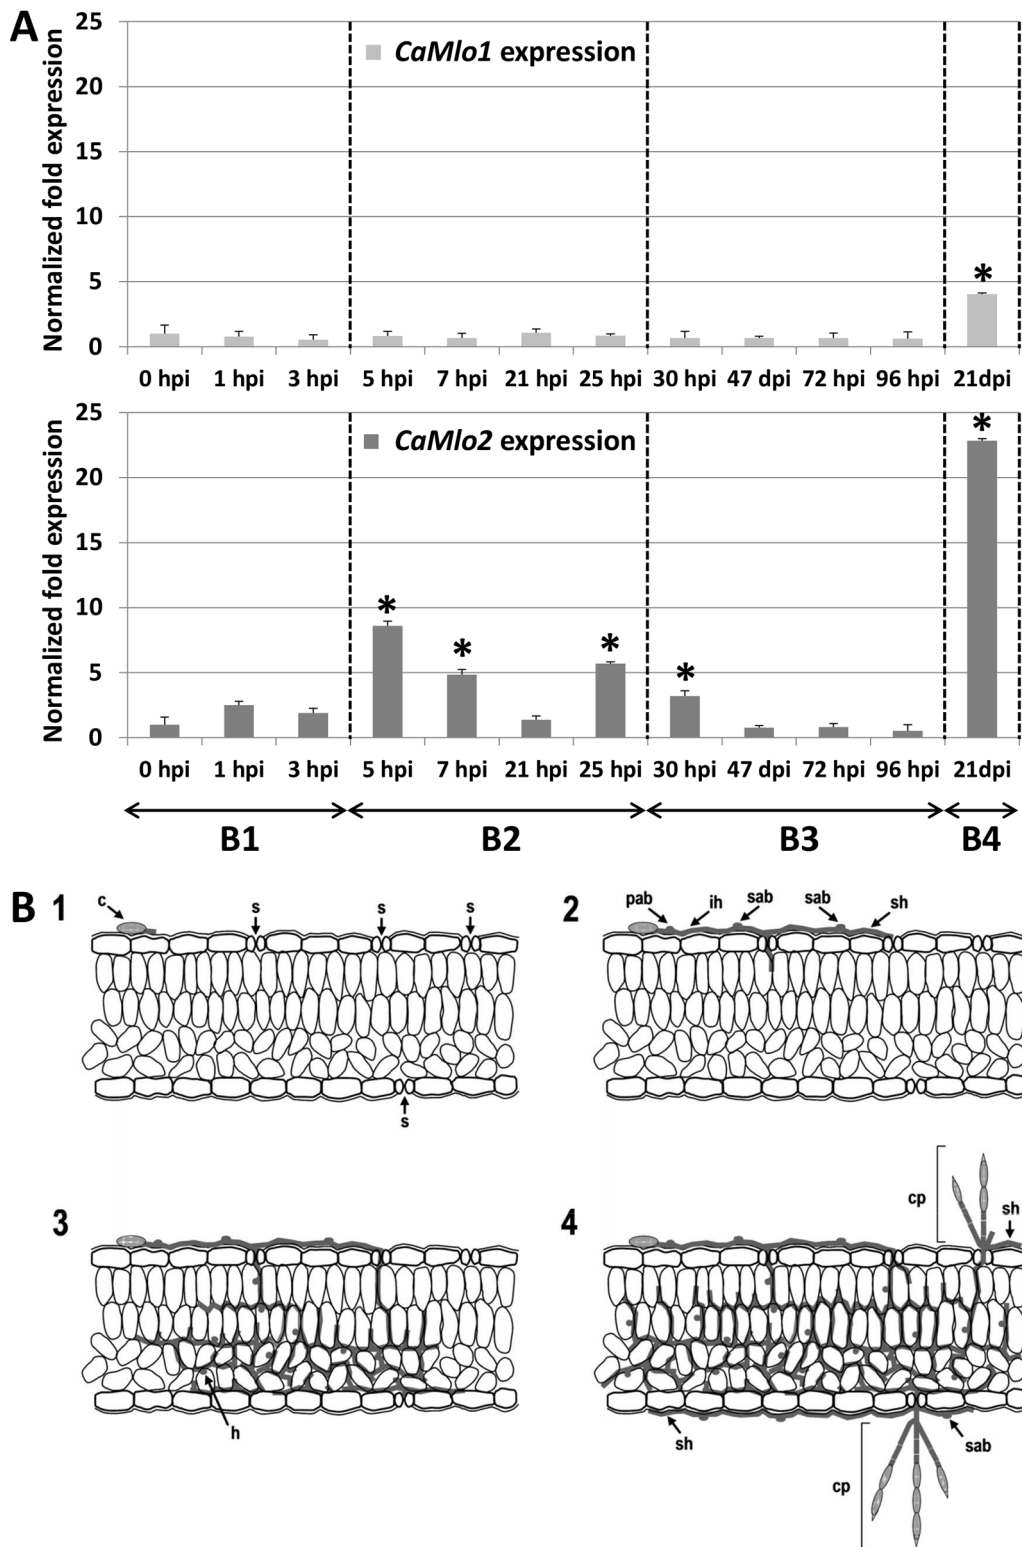 A
Normalized fold expression
CaMlo1 expression
25
20
15
10
5
0
*
0 hpi 1 hpi 3 hpi 5 hpi 7 hpi 21 hpi 25 hpi 30 hpi 47 dpi 72 hpi 96 hpi 21dpi
Normalized fold expression
CaMlo2 expression
25
20
15
10
5
0
* * * * *
0 hpi 1 hpi 3 hpi 5 hpi 7 hpi 21 hpi 25 hpi 30 hpi 47 dpi 72 hpi 96 hpi 21dpi
B1 B2 B3 B4
B
1
c s s s
s
2
pab ih sab sab sh
3
h
4
cp sh
sh sab
cp